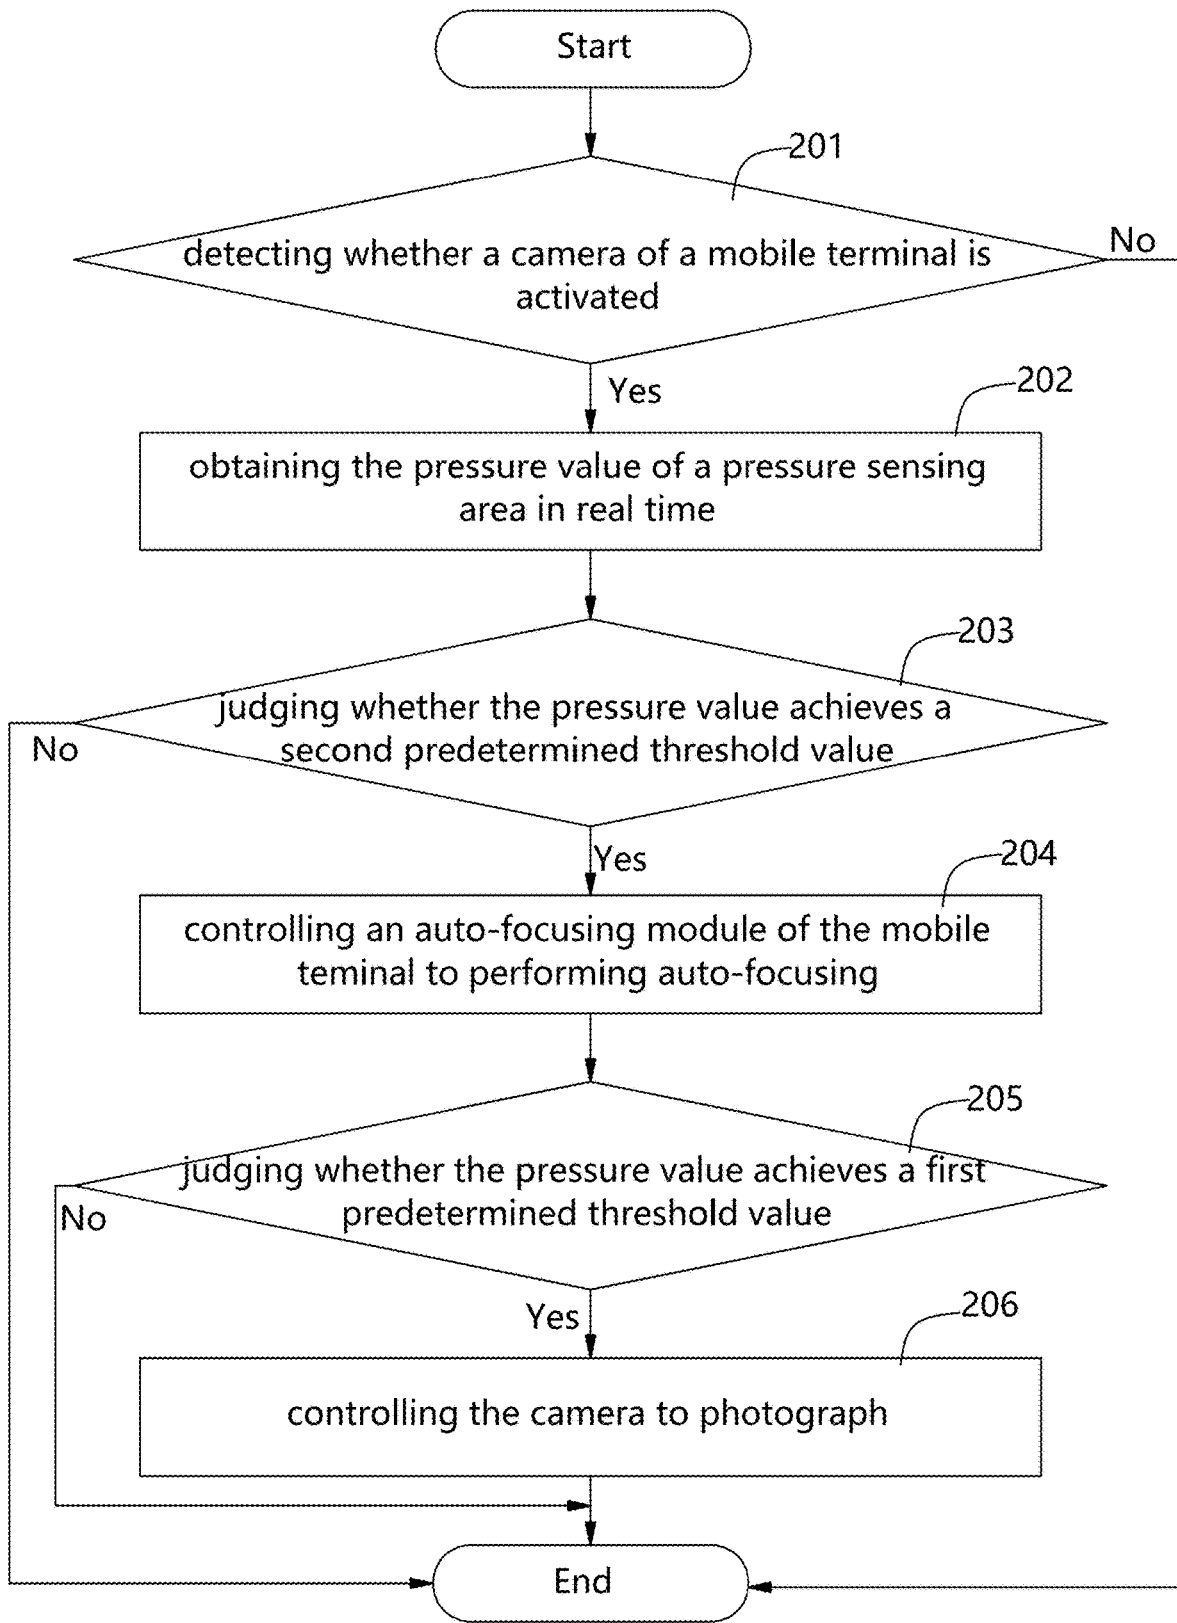 Start
201
detecting whether a camera of a mobile terminal is
activated
No
Yes
202
obtaining the pressure value of a pressure sensing
area in real time
203
judging whether the pressure value achieves a
second predetermined threshold value
No
Yes
204
controlling an auto-focusing module of the mobile
teminal to performing auto-focusing
205
judging whether the pressure value achieves a first
predetermined threshold value
No
Yes
206
controlling the camera to photograph
End